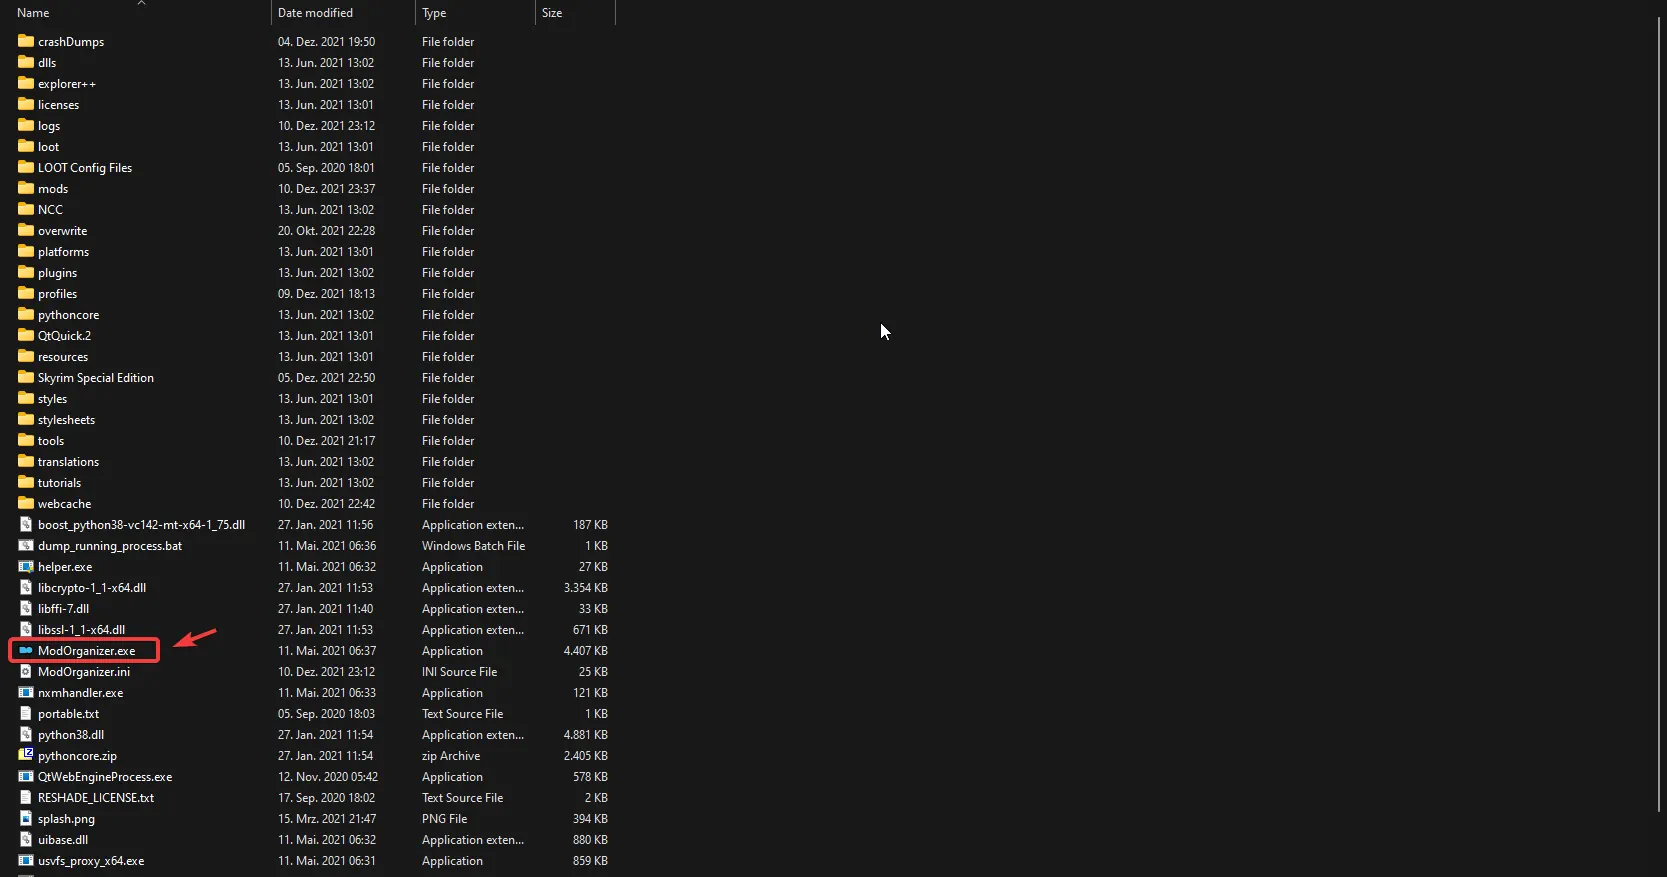 Name Date modified Type Size
crashDumps 04. Dez. 2021 19:50 File folder
dlls 13. Jun. 2021 13:02 File folder
explorer++ 13. Jun. 2021 13:02 File folder
licenses 13. Jun. 2021 13:01 File folder
logs 10. Dez. 2021 23:12 File folder
loot 13. Jun. 2021 13:01 File folder
LOOT Config Files 05. Sep. 2020 18:01 File folder
mods 10. Dez. 2021 23:37 File folder
NCC 13. Jun. 2021 13:02 File folder
overwrite 20. Okt. 2021 22:28 File folder
platforms 13. Jun. 2021 13:01 File folder
plugins 13. Jun. 2021 13:02 File folder
profiles 09. Dez. 2021 18:13 File folder
pythoncore 13. Jun. 2021 13:02 File folder
QtQuick.2 13. Jun. 2021 13:01 File folder
resources 13. Jun. 2021 13:01 File folder
Skyrim Special Edition 05. Dez. 2021 22:50 File folder
styles 13. Jun. 2021 13:01 File folder
stylesheets 13. Jun. 2021 13:02 File folder
tools 10. Dez. 2021 21:17 File folder
translations 13. Jun. 2021 13:02 File folder
tutorials 13. Jun. 2021 13:02 File folder
webcache 10. Dez. 2021 22:42 File folder
boost_python38-vc142-mt-x64-1_75.dll 27. Jan. 2021 11:56 Application exten... 187 KB
dump_running_process.bat 11. Mai. 2021 06:36 Windows Batch File 1 KB
helper.exe 11. Mai. 2021 06:32 Application 27 KB
libcrypto-1_1-x64.dll 27. Jan. 2021 11:53 Application exten... 3.354 KB
libffi-7.dll 27. Jan. 2021 11:40 Application exten... 33 KB
libssl-1_1-x64.dll 27. Jan. 2021 11:53 Application exten... 671 KB
ModOrganizer.exe 11. Mai. 2021 06:37 Application 4.407 KB
ModOrganizer.ini 10. Dez. 2021 23:12 INI Source File 25 KB
nxmhandler.exe 11. Mai. 2021 06:33 Application 121 KB
portable.txt 05. Sep. 2020 18:03 Text Source File 1 KB
python38.dll 27. Jan. 2021 11:54 Application exten... 4.881 KB
pythoncore.zip 27. Jan. 2021 11:54 zip Archive 2.405 KB
QtWebEngineProcess.exe 12. Nov. 2020 05:42 Application 578 KB
RESHADE_LICENSE.txt 17. Sep. 2020 18:02 Text Source File 2 KB
splash.png 15. Mrz. 2021 21:47 PNG File 394 KB
uibase.dll 11. Mai. 2021 06:32 Application exten... 880 KB
usvfs_proxy_x64.exe 11. Mai. 2021 06:31 Application 859 KB